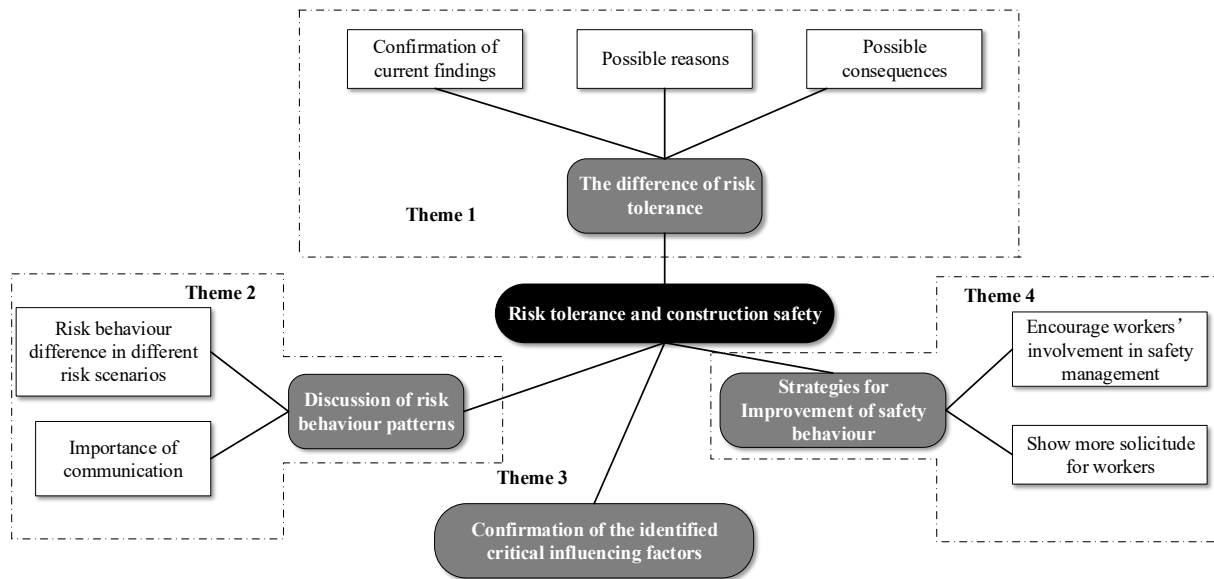 Confirmation of
current findings
Possible reasons
Possible
consequences
The difference of risk
tolerance
Theme 1
Risk tolerance and construction safety
Theme 2
Risk behaviour
difference in different
risk scenarios
Importance of
communication
Discussion of risk
behaviour patterns
Theme 3
Confirmation of the identified
critical influencing factors
Theme 4
Strategies for
Improvement of safety
behaviour
Encourage workers’
involvement in safety
management
Show more solicitude
for workers